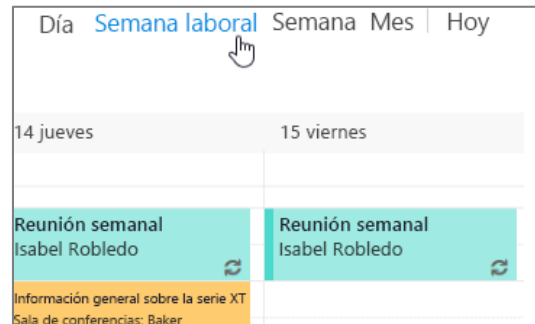 Día Semana laboral Semana Mes Hoy
14 jueves 15 viernes
Reunión semanal Reunión semanal
Isabel Robledo Isabel Robledo
Información general sobre la serie XT
Sala de conferencias: Baker